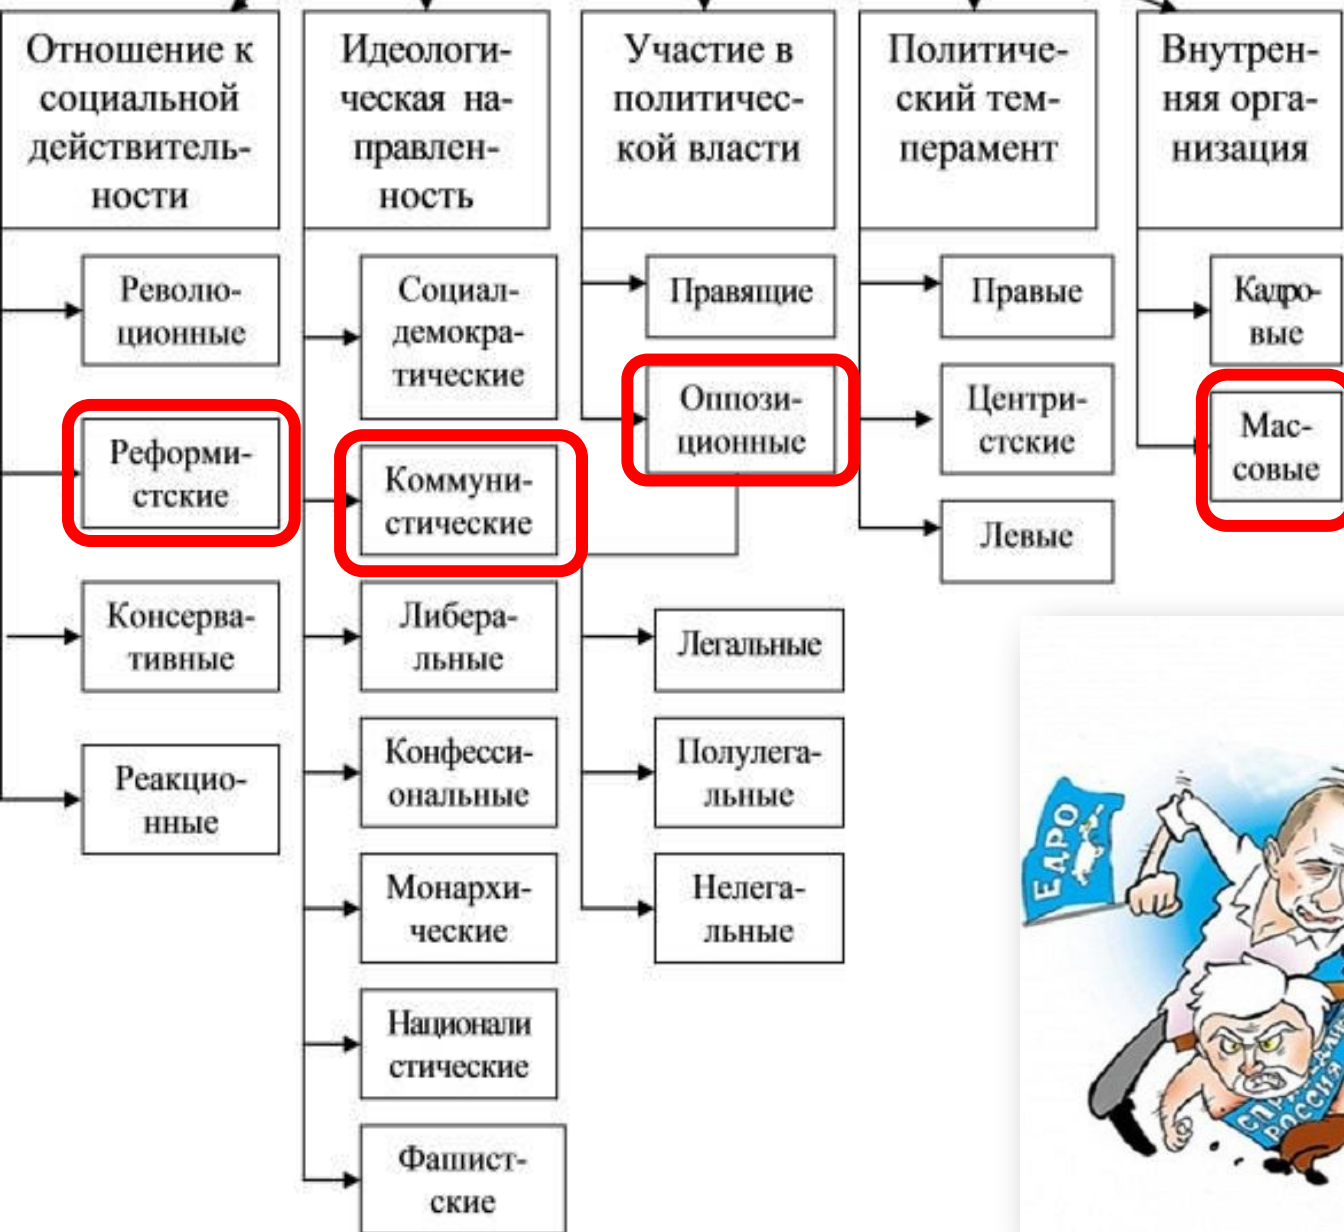 Отношение к
социальной
действитель-
ности
Револю-
ционные
Реформи-
стские
Консерва-
тивные
Реакцио-
нные
Идеологи-
ческая на-
правлен-
ность
Социал-
демокра-
тические
Коммуни-
стические
Либера-
льные
Конфесси-
ональные
Монархи-
ческие
Национали
стические
Фашист-
ские
Участие в
политичес-
кой власти
Правящие
Оппози-
ционные
Легальные
Полулега-
льные
Нелега-
льные
Политиче-
ский тем-
перамент
Правые
Центри-
стские
Левые
Внутрен-
няя орга-
низация
Кадро-
вые
Мас-
совые
ЕДРО
РОССИЯ